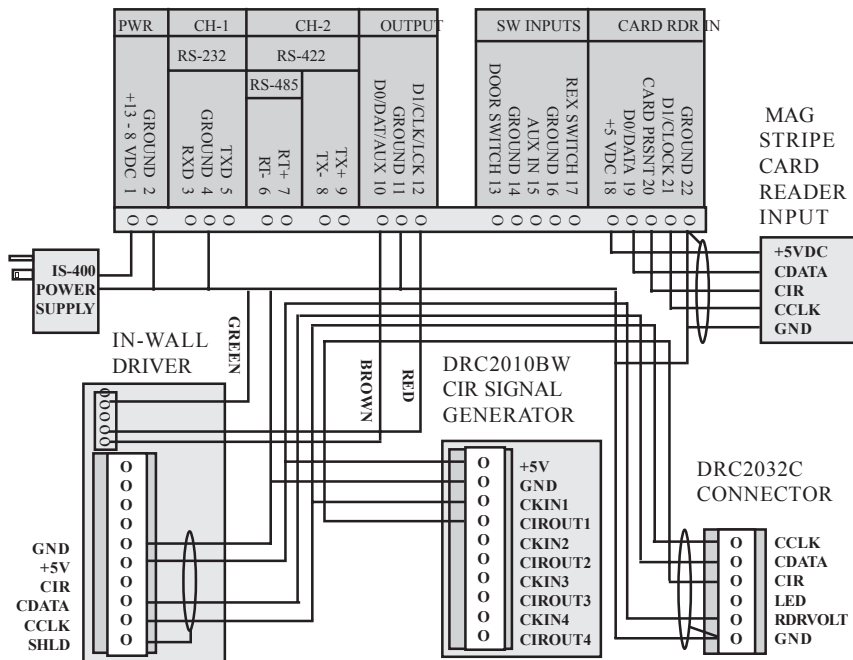 PWR CH-1 CH-2 OUTPUT SW INPUTS CARD RDR IN
RS-232 RS-422
RS-485
+13 - 8 VDC 1
GROUND 2
RXD 3
GROUND 4
TXD 5
RT- 6
RT+ 7
TX- 8
TX+ 9
D0/DAT/AUX 10
GROUND 11
D1/CLK/LCK 12
DOOR SWITCH 13
GROUND 14
AUX IN 15
GROUND 16
REX SWITCH 17
+5 VDC 18
D0/DATA 19
CARD PRSNT 20
D1/CLOCK 21
GROUND 22
MAG
STRIPE
CARD
READER
INPUT
+5VDC
CDATA
CIR
CCLK
GND
IS-400
POWER
SUPPLY
GREEN
BROWN
RED
IN-WALL
DRIVER
GND
+5V
CIR
CDATA
CCLK
SHLD
DRC2010BW
CIR SIGNAL
GENERATOR
+5V
GND
CKIN1
CIROUT1
CKIN2
CIROUT2
CKIN3
CIROUT3
CKIN4
CIROUT4
DRC2032C
CONNECTOR
CCLK
CDATA
CIR
LED
RDRVOLT
GND